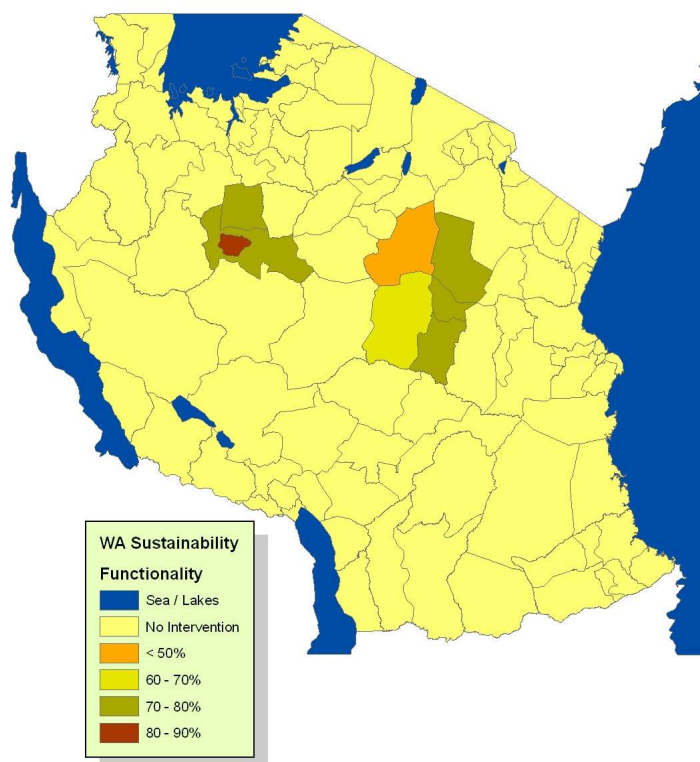 WA Sustainability
Functionality
Sea / Lakes
No Intervention
< 50%
60 - 70%
70 - 80%
80 - 90%